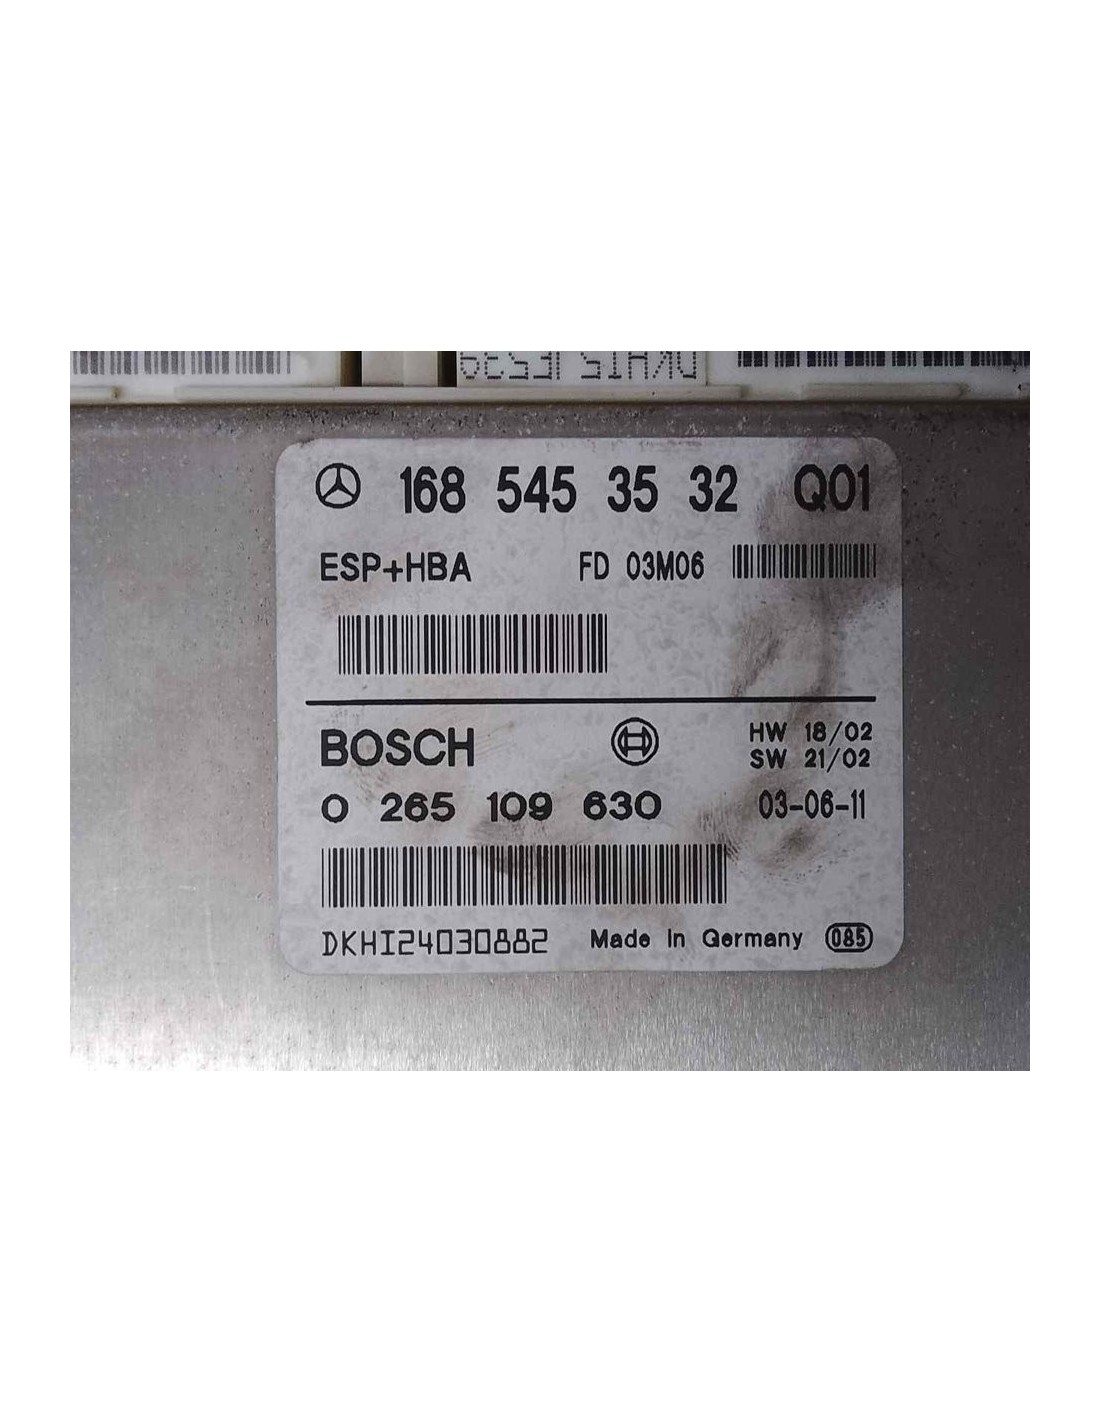 168 545 35 32 Q01
ESP+HBA FD 03M06
BOSCH HW 18/02
SW 21/02
0 265 109 630 03-06-11
DKHI24030882 Made In Germany 085